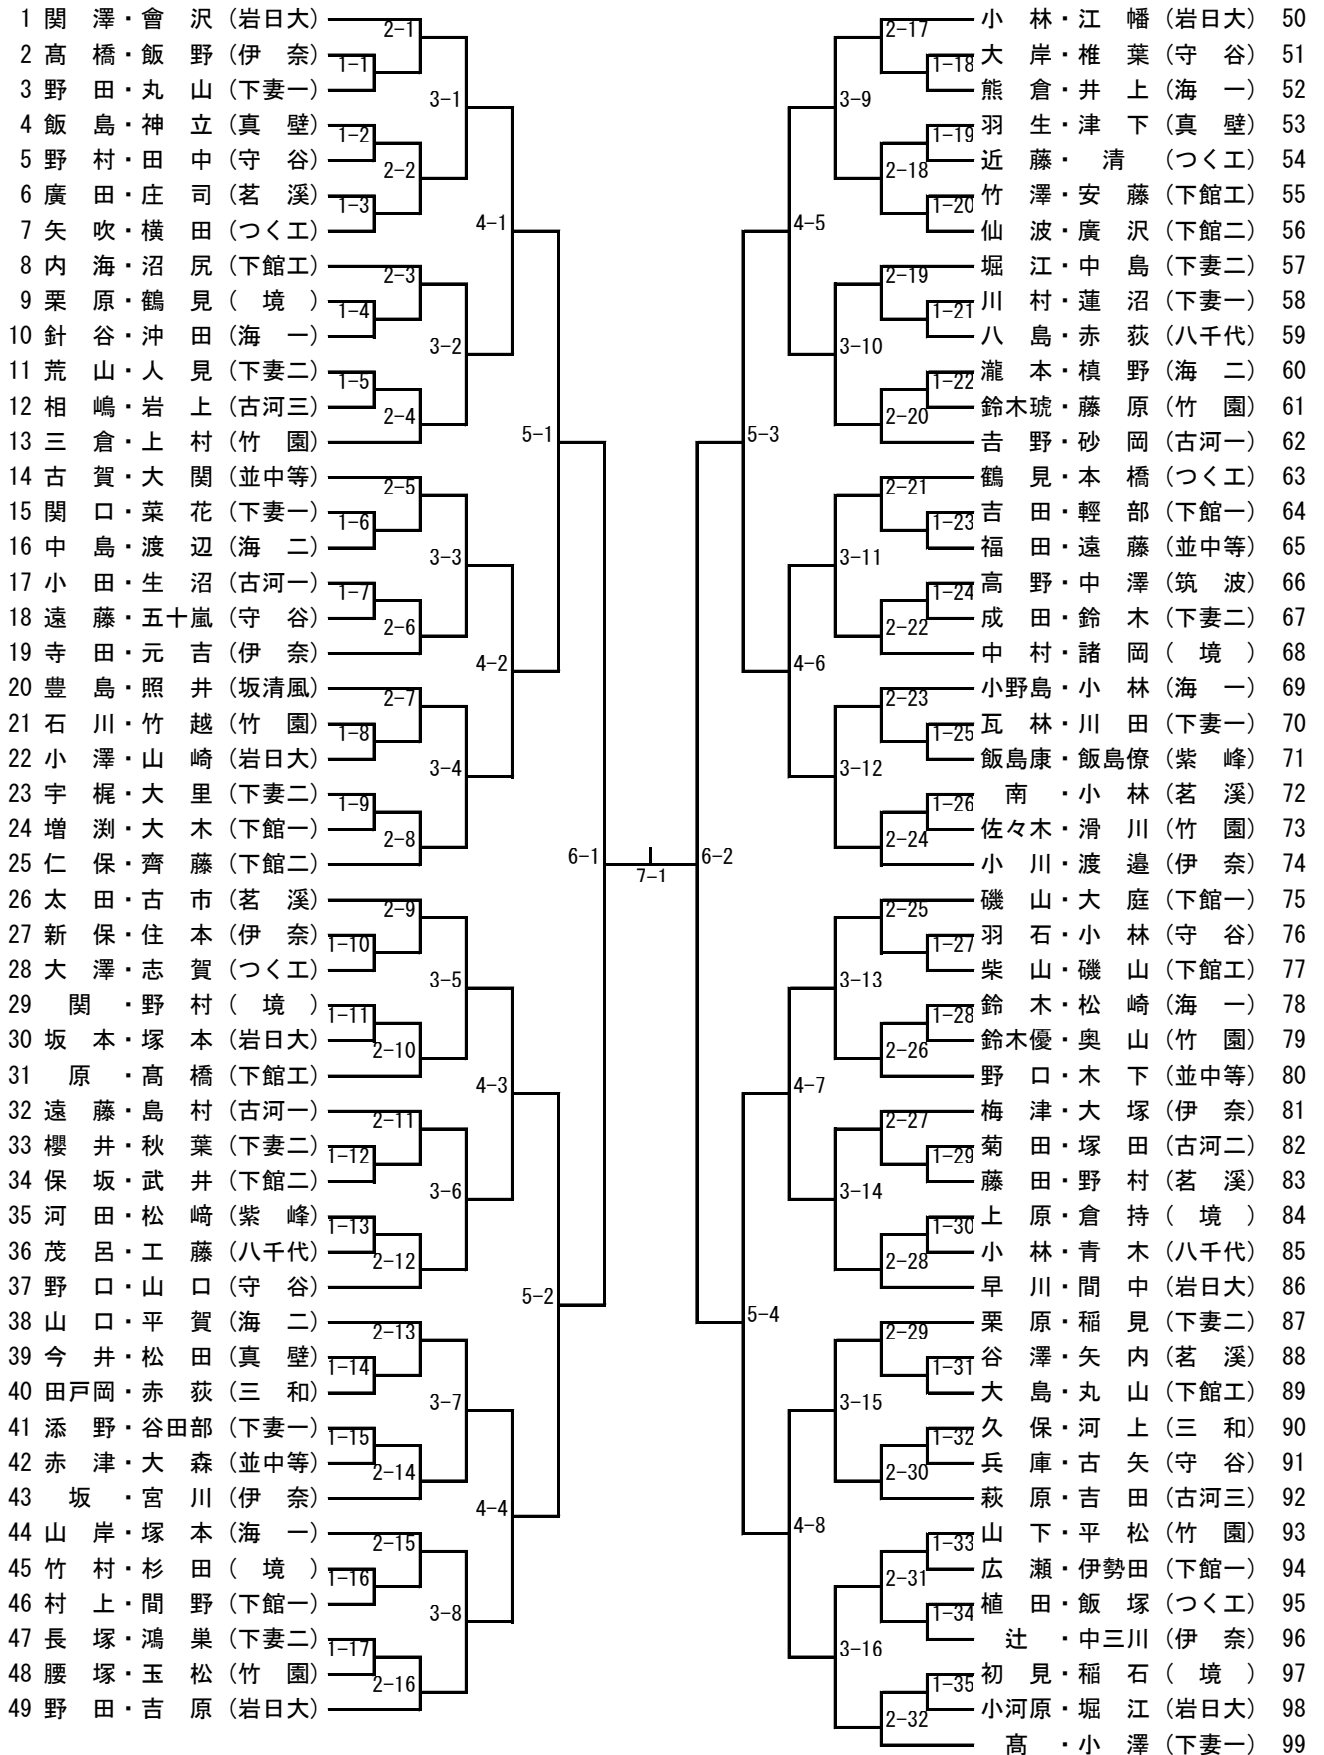 1 関　澤・會　沢（岩日大）
2 髙　橋・飯　野（伊　奈）
3 野　田・丸　山（下妻一）
4 飯　島・神　立（真　壁）
5 野　村・田　中（守　谷）
6 廣　田・庄　司（茗　溪）
7 矢　吹・横　田（つく工）
8 内　海・沼　尻（下館工）
9 栗　原・鶴　見（　境　）
10 針　谷・沖　田（海　一）
11 荒　山・人　見（下妻二）
12 相　嶋・岩　上（古河三）
13 三　倉・上　村（竹　園）
14 古　賀・大　関（並中等）
15 関　口・菜　花（下妻一）
16 中　島・渡　辺（海　二）
17 小　田・生　沼（古河一）
18 遠　藤・五十嵐（守　谷）
19 寺　田・元　吉（伊　奈）
20 豊　島・照　井（坂清風）
21 石　川・竹　越（竹　園）
22 小　澤・山　崎（岩日大）
23 宇　梶・大　里（下妻二）
24 増　渕・大　木（下館一）
25 仁　保・齊　藤（下館二）
26 太　田・古　市（茗　溪）
27 新　保・住　本（伊　奈）
28 大　澤・志　賀（つく工）
29 　関　・野　村（　境　）
30 坂　本・塚　本（岩日大）
31 　原　・髙　橋（下館工）
32 遠　藤・島　村（古河一）
33 櫻　井・秋　葉（下妻二）
34 保　坂・武　井（下館二）
35 河　田・松　﨑（紫　峰）
36 茂　呂・工　藤（八千代）
37 野　口・山　口（守　谷）
38 山　口・平　賀（海　二）
39 今　井・松　田（真　壁）
40 田戸岡・赤　荻（三　和）
41 添　野・谷田部（下妻一）
42 赤　津・大　森（並中等）
43 　坂　・宮　川（伊　奈）
44 山　岸・塚　本（海　一）
45 竹　村・杉　田（　境　）
46 村　上・間　野（下館一）
47 長　塚・鴻　巣（下妻二）
48 腰　塚・玉　松（竹　園）
49 野　田・吉　原（岩日大）
2-1
1-1
3-1
1-2
2-2
1-3
4-1
2-3
1-4
3-2
1-5
2-4
5-1
2-5
1-6
3-3
1-7
2-6
4-2
2-7
1-8
3-4
1-9
2-8
6-1
2-9
1-10
3-5
1-11
2-10
4-3
2-11
1-12
3-6
1-13
2-12
5-2
2-13
1-14
3-7
1-15
2-14
4-4
2-15
1-16
3-8
1-17
2-16
7-1
2-17
1-18
3-9
1-19
2-18
1-20
4-5
2-19
1-21
3-10
1-22
2-20
5-3
2-21
1-23
3-11
1-24
2-22
4-6
2-23
1-25
3-12
1-26
2-24
6-2
2-25
1-27
3-13
1-28
2-26
4-7
2-27
1-29
3-14
1-30
2-28
5-4
2-29
1-31
3-15
1-32
2-30
4-8
1-33
2-31
1-34
3-16
1-35
2-32
小　林・江　幡（岩日大） 50
大　岸・椎　葉（守　谷） 51
熊　倉・井　上（海　一） 52
羽　生・津　下（真　壁） 53
近　藤・　清　（つく工） 54
竹　澤・安　藤（下館工） 55
仙　波・廣　沢（下館二） 56
堀　江・中　島（下妻二） 57
川　村・蓮　沼（下妻一） 58
八　島・赤　荻（八千代） 59
瀧　本・槙　野（海　二） 60
鈴木琥・藤　原（竹　園） 61
𠮷　野・砂　岡（古河一） 62
鶴　見・本　橋（つく工） 63
吉　田・輕　部（下館一） 64
福　田・遠　藤（並中等） 65
高　野・中　澤（筑　波） 66
成　田・鈴　木（下妻二） 67
中　村・諸　岡（　境　） 68
小野島・小　林（海　一） 69
瓦　林・川　田（下妻一） 70
飯島康・飯島僚（紫　峰） 71
　南　・小　林（茗　溪） 72
佐々木・滑　川（竹　園） 73
小　川・渡　邉（伊　奈） 74
磯　山・大　庭（下館一） 75
羽　石・小　林（守　谷） 76
柴　山・磯　山（下館工） 77
鈴　木・松　崎（海　一） 78
鈴木優・奥　山（竹　園） 79
野　口・木　下（並中等） 80
梅　津・大　塚（伊　奈） 81
菊　田・塚　田（古河二） 82
藤　田・野　村（茗　溪） 83
上　原・倉　持（　境　） 84
小　林・青　木（八千代） 85
早　川・間　中（岩日大） 86
栗　原・稲　見（下妻二） 87
谷　澤・矢　内（茗　溪） 88
大　島・丸　山（下館工） 89
久　保・河　上（三　和） 90
兵　庫・古　矢（守　谷） 91
萩　原・吉　田（古河三） 92
山　下・平　松（竹　園） 93
広　瀬・伊勢田（下館一） 94
植　田・飯　塚（つく工） 95
　辻　・中三川（伊　奈） 96
初　見・稲　石（　境　） 97
小河原・堀　江（岩日大） 98
　髙　・小　澤（下妻一） 99